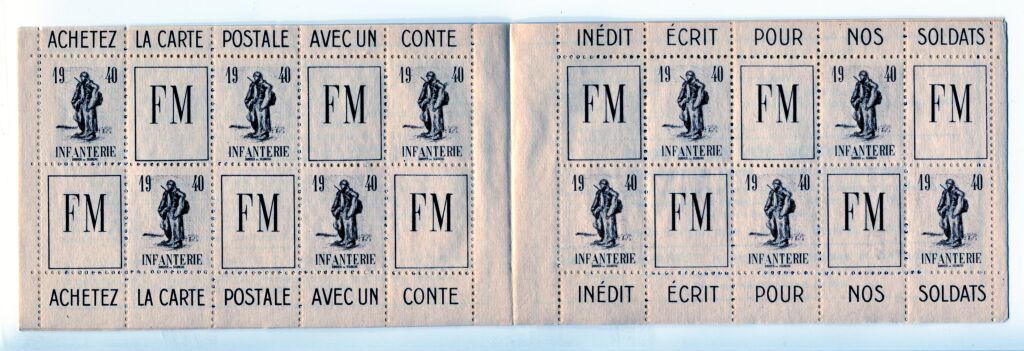 ACHETEZ LA CARTE POSTALE AVEC UN CONTE INÉDIT ÉCRIT POUR NOS SOLDATS
19 40 19 40 19 40 19 40 19 40
FM FM FM FM FM
INFANTERIE INFANTERIE INFANTERIE INFANTERIE INFANTERIE
19 40 19 40 19 40 19 40 19 40
FM FM FM FM FM
INFANTERIE INFANTERIE INFANTERIE INFANTERIE INFANTERIE
ACHETEZ LA CARTE POSTALE AVEC UN CONTE INÉDIT ÉCRIT POUR NOS SOLDATS